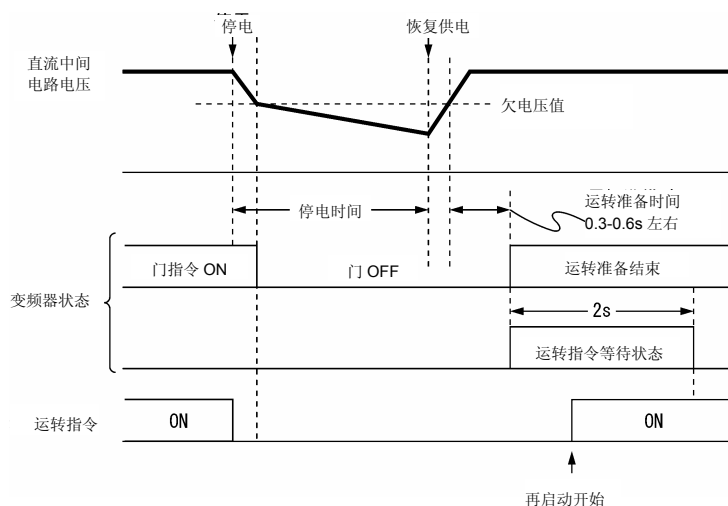 停电
恢复供电
直流中间
电路电压
欠电压值
停电时间
运转准备时间
0.3-0.6s 左右
变频器状态
门指令 ON
门 OFF
运转准备结束
2s
运转指令等待状态
运转指令
ON
ON
再启动开始